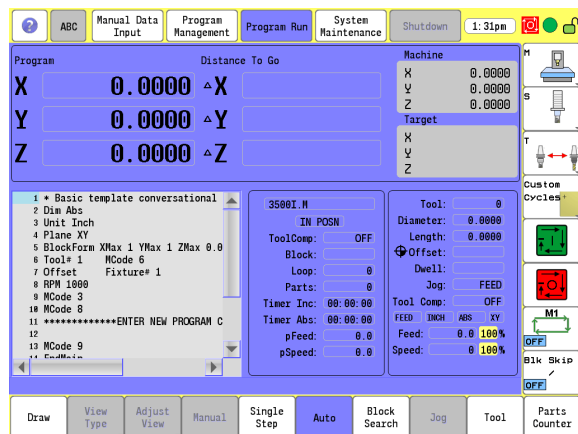 ?
ABC
Manual Data Input
Program Management
Program Run
System Maintenance
Shutdown
1:31pm
Program
Distance To Go
X 0.0000 ΔX
Y 0.0000 ΔY
Z 0.0000 ΔZ
Machine
X 0.0000
Y 0.0000
Z 0.0000
Target
X
Y
Z
M
S
T
Custom Cycles
M1
OFF
Blk Skip
/
OFF
1 * Basic template conversational
2 Dim Abs
3 Unit Inch
4 Plane XY
5 BlockForm XMax 1 YMax 1 ZMax 0.0
6 Tool# 1 MCode 6
7 Offset Fixture# 1
8 RPM 1000
9 MCode 3
10 MCode 8
11 *************ENTER NEW PROGRAM C
12
13 MCode 9
14 EndMain
3500I.M
IN POSN
ToolComp: OFF
Block:
Loop: 0
Parts: 0
Timer Inc: 00:00:00
Timer Abs: 00:00:00
pFeed: 0.0
pSpeed: 0.0
Tool: 0
Diameter: 0.0000
Length: 0.0000
Offset:
Dwell:
Jog: FEED
Tool Comp: OFF
FEED INCH ABS XY
Feed: 0.0 100%
Speed: 0 100%
Draw
View Type
Adjust View
Manual
Single Step
Auto
Block Search
Jog
Tool
Parts Counter